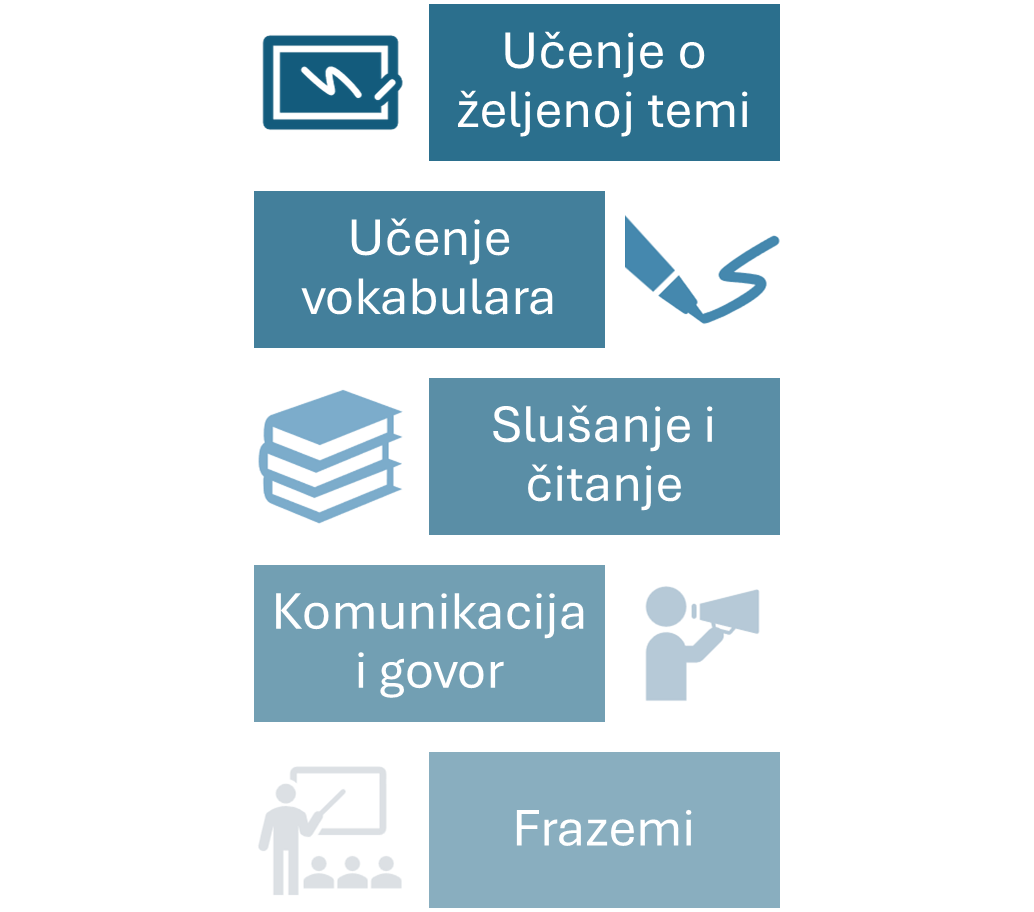 Učenje o
željenoj temi
Učenje
vokabulara
Slušanje i
čitanje
Komunikacija
i govor
Frazemi